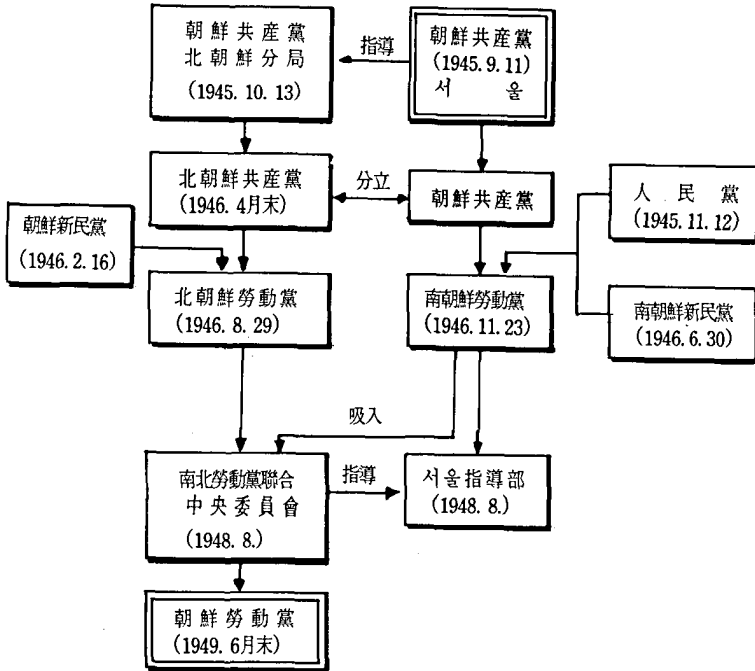 朝鮮共産黨
北朝鮮分局
(1945. 10. 13)
指導
朝鮮共産黨
(1945. 9. 11)
서 울
北朝鮮共産黨
(1946. 4月末)
分立
朝鮮共産黨
人民黨
(1945. 11. 12)
朝鮮新民黨
(1946. 2. 16)
北朝鮮勞動黨
(1946. 8. 29)
南朝鮮勞動黨
(1946. 11. 23)
南朝鮮新民黨
(1946. 6. 30)
吸入
南北勞動黨聯合
中央委員會
(1948. 8.)
指導
서울指導部
(1948. 8.)
朝鮮勞動黨
(1949. 6月末)